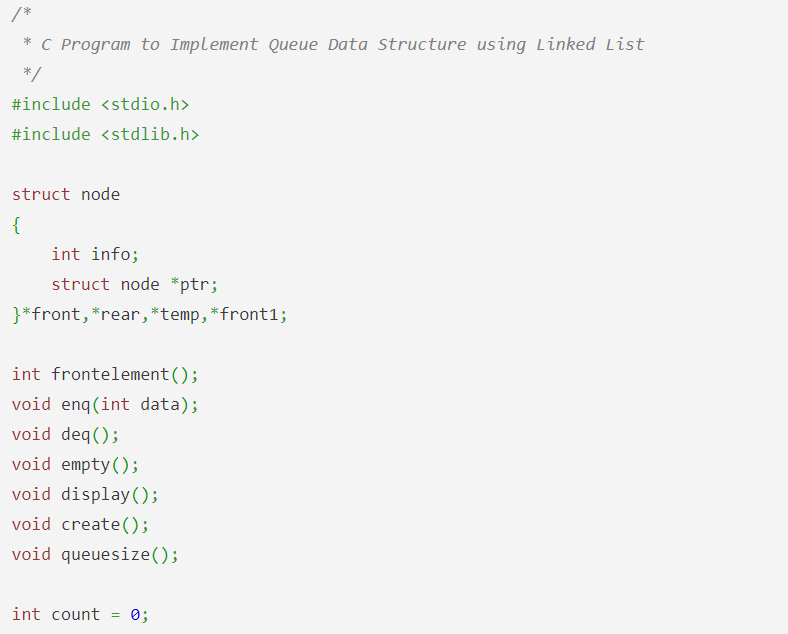 /*
 * C Program to Implement Queue Data Structure using Linked List
 */
#include <stdio.h>
#include <stdlib.h>

struct node
{
    int info;
    struct node *ptr;
}*front,*rear,*temp,*front1;

int frontelement();
void enq(int data);
void deq();
void empty();
void display();
void create();
void queuesize();

int count = 0;